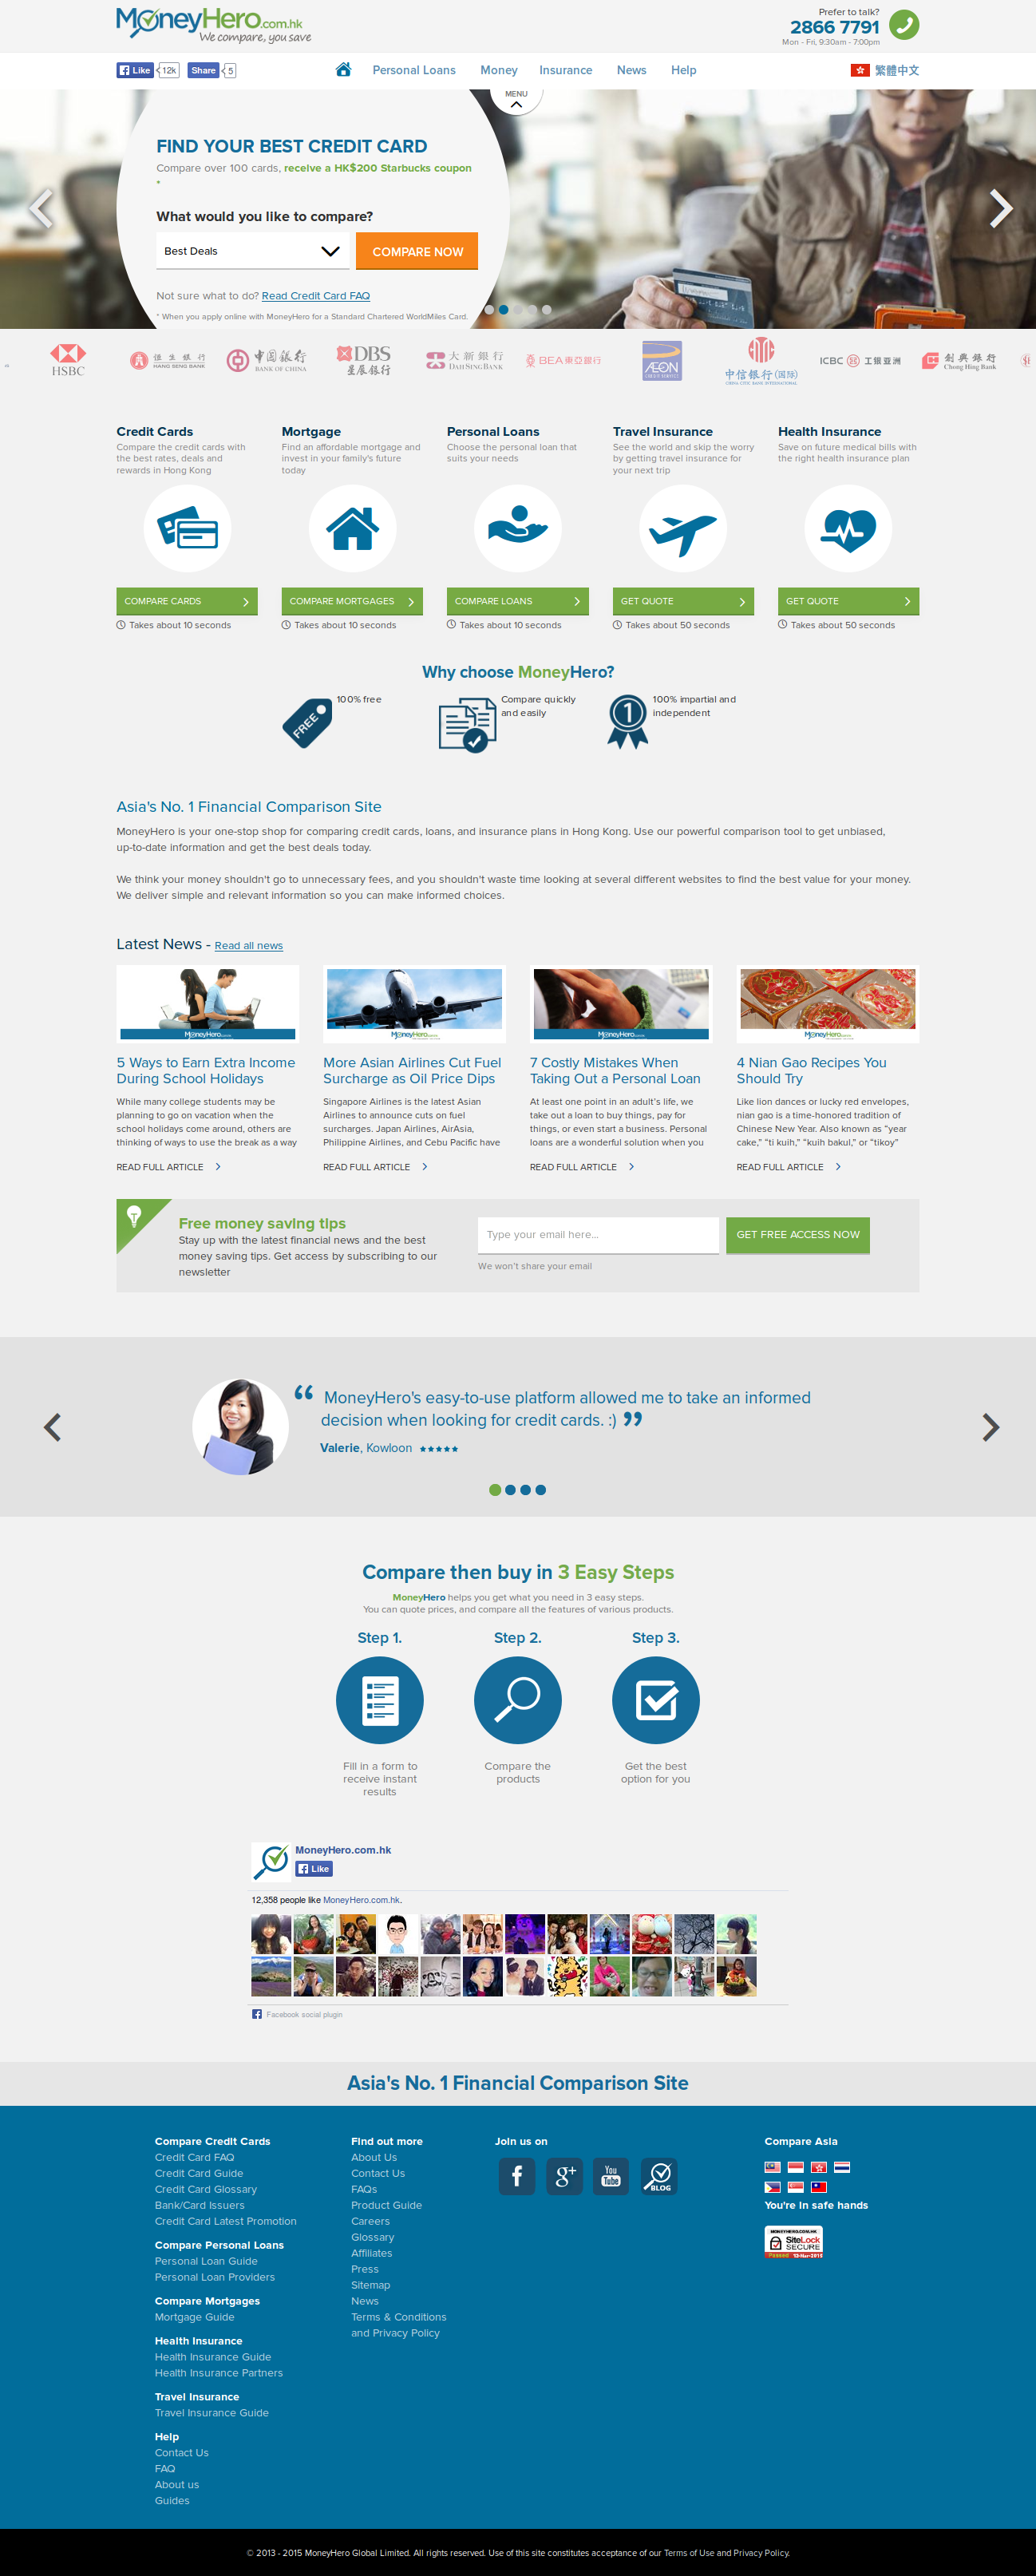 MoneyHero.com.hk
We compare, you save
Prefer to talk?
2866 7791
Mon - Fri, 9:30am - 7:00pm
Like 12k Share 5
Personal Loans Money Insurance News Help
繁體中文
MENU
FIND YOUR BEST CREDIT CARD
Compare over 100 cards, receive a HK$200 Starbucks coupon
*
What would you like to compare?
Best Deals
COMPARE NOW
Not sure what to do? Read Credit Card FAQ
* When you apply online with MoneyHero for a Standard Chartered WorldMiles Card.
HSBC
恒生銀行
HANG SENG BANK
中國銀行
BANK OF CHINA
DBS
星展銀行
大新銀行
DAH SING BANK
BEA東亞銀行
ÆON
CREDIT SERVICE
中信银行(国际)
CHINA CITIC BANK INTERNATIONAL
ICBC 工银亚洲
創興銀行
Chong Hing Bank
Credit Cards
Compare the credit cards with
the best rates, deals and
rewards in Hong Kong
COMPARE CARDS
Takes about 10 seconds
Mortgage
Find an affordable mortgage and
invest in your family's future
today
COMPARE MORTGAGES
Takes about 10 seconds
Personal Loans
Choose the personal loan that
suits your needs
COMPARE LOANS
Takes about 10 seconds
Travel Insurance
See the world and skip the worry
by getting travel insurance for
your next trip
GET QUOTE
Takes about 50 seconds
Health Insurance
Save on future medical bills with
the right health insurance plan
GET QUOTE
Takes about 50 seconds
Why choose MoneyHero?
FREE
100% free
Compare quickly
and easily
1
100% impartial and
independent
Asia's No. 1 Financial Comparison Site
MoneyHero is your one-stop shop for comparing credit cards, loans, and insurance plans in Hong Kong. Use our powerful comparison tool to get unbiased,
up-to-date information and get the best deals today.
We think your money shouldn't go to unnecessary fees, and you shouldn't waste time looking at several different websites to find the best value for your money.
We deliver simple and relevant information so you can make informed choices.
Latest News - Read all news
MoneyHero.com.hk
5 Ways to Earn Extra Income
During School Holidays
While many college students may be
planning to go on vacation when the
school holidays come around, others are
thinking of ways to use the break as a way
READ FULL ARTICLE
MoneyHero.com.hk
More Asian Airlines Cut Fuel
Surcharge as Oil Price Dips
Singapore Airlines is the latest Asian
Airlines to announce cuts on fuel
surcharges. Japan Airlines, AirAsia,
Philippine Airlines, and Cebu Pacific have
READ FULL ARTICLE
MoneyHero.com.hk
7 Costly Mistakes When
Taking Out a Personal Loan
At least one point in an adult's life, we
take out a loan to buy things, pay for
things, or even start a business. Personal
loans are a wonderful solution when you
READ FULL ARTICLE
MoneyHero.com.hk
4 Nian Gao Recipes You
Should Try
Like lion dances or lucky red envelopes,
nian gao is a time-honored tradition of
Chinese New Year. Also known as “year
cake,” “ti kuih,” “kuih bakul,” or “tikoy”
READ FULL ARTICLE
Free money saving tips
Stay up with the latest financial news and the best
money saving tips. Get access by subscribing to our
newsletter
Type your email here...
GET FREE ACCESS NOW
We won't share your email
“ MoneyHero's easy-to-use platform allowed me to take an informed
decision when looking for credit cards. :) ”
Valerie, Kowloon ★★★★★
Compare then buy in 3 Easy Steps
MoneyHero helps you get what you need in 3 easy steps.
You can quote prices, and compare all the features of various products.
Step 1.
Fill in a form to
receive instant
results
Step 2.
Compare the
products
Step 3.
Get the best
option for you
MoneyHero.com.hk
Like
12,358 people like MoneyHero.com.hk.
Facebook social plugin
Asia's No. 1 Financial Comparison Site
Compare Credit Cards
Credit Card FAQ
Credit Card Guide
Credit Card Glossary
Bank/Card Issuers
Credit Card Latest Promotion
Compare Personal Loans
Personal Loan Guide
Personal Loan Providers
Compare Mortgages
Mortgage Guide
Health Insurance
Health Insurance Guide
Health Insurance Partners
Travel Insurance
Travel Insurance Guide
Help
Contact Us
FAQ
About us
Guides
Find out more
About Us
Contact Us
FAQs
Product Guide
Careers
Glossary
Affiliates
Press
Sitemap
News
Terms & Conditions
and Privacy Policy
Join us on
f
g+
You
Tube
BLOG
Compare Asia
You're in safe hands
MONEYHERO.COM.HK
SiteLock
SECURE
Passed 13-Mar-2015
© 2013 - 2015 MoneyHero Global Limited. All rights reserved. Use of this site constitutes acceptance of our Terms of Use and Privacy Policy.